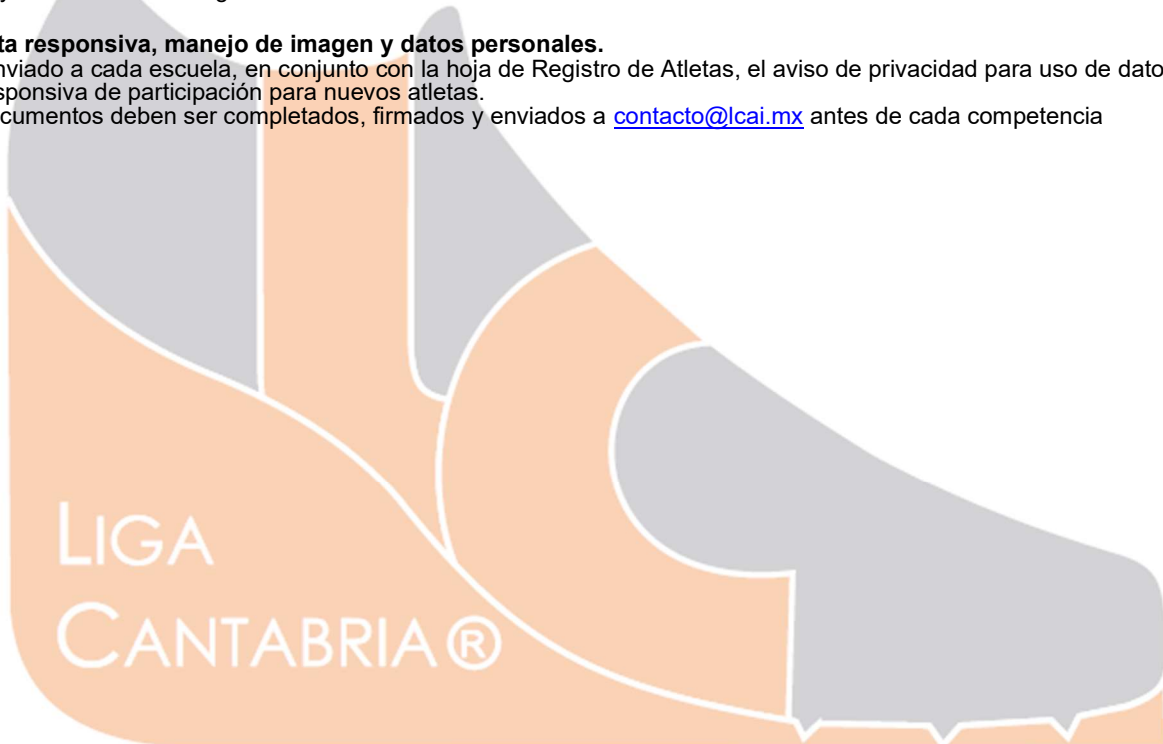 ta responsiva, manejo de imagen y datos personales.
nviado a cada escuela, en conjunto con la hoja de Registro de Atletas, el aviso de privacidad para uso de dato
sponsiva de participación para nuevos atletas.
cumentos deben ser completados, firmados y enviados a contacto@lcai.mx antes de cada competencia
LIGA
CANTABRIA®